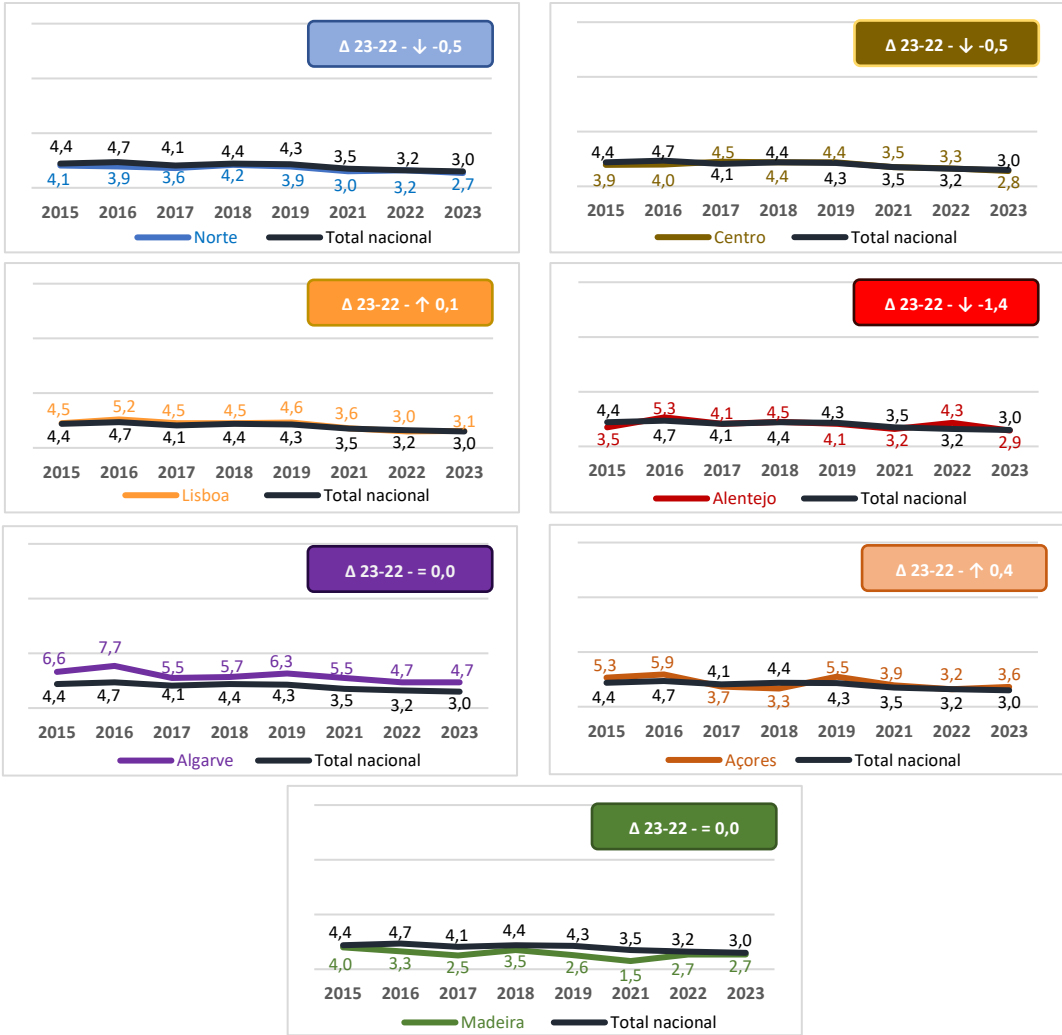 Δ 23-22 - ↓ -0,5
4,4 4,7 4,1 4,4 4,3 3,5 3,2 3,0
4,1 3,9 3,6 4,2 3,9 3,0 3,2 2,7
2015 2016 2017 2018 2019 2021 2022 2023
Norte Total nacional
Δ 23-22 - ↓ -0,5
4,4 4,7 4,5 4,4 4,4 3,5 3,3 3,0
3,9 4,0 4,1 4,4 4,3 3,5 3,2 2,8
2015 2016 2017 2018 2019 2021 2022 2023
Centro Total nacional
Δ 23-22 - ↑ 0,1
4,5 5,2 4,5 4,5 4,6 3,6 3,0 3,1
4,4 4,7 4,1 4,4 4,3 3,5 3,2 3,0
2015 2016 2017 2018 2019 2021 2022 2023
Lisboa Total nacional
Δ 23-22 - ↓ -1,4
4,4 5,3 4,1 4,5 4,3 3,5 4,3 3,0
3,5 4,7 4,1 4,4 4,1 3,2 3,2 2,9
2015 2016 2017 2018 2019 2021 2022 2023
Alentejo Total nacional
Δ 23-22 - = 0,0
6,6 7,7 5,5 5,7 6,3 5,5 4,7 4,7
4,4 4,7 4,1 4,4 4,3 3,5 3,2 3,0
2015 2016 2017 2018 2019 2021 2022 2023
Algarve Total nacional
Δ 23-22 - ↑ 0,4
5,3 5,9 4,1 4,4 5,5 3,9 3,2 3,6
4,4 4,7 3,7 3,3 4,3 3,5 3,2 3,0
2015 2016 2017 2018 2019 2021 2022 2023
Açores Total nacional
Δ 23-22 - = 0,0
4,4 4,7 4,1 4,4 4,3 3,5 3,2 3,0
4,0 3,3 2,5 3,5 2,6 1,5 2,7 2,7
2015 2016 2017 2018 2019 2021 2022 2023
Madeira Total nacional